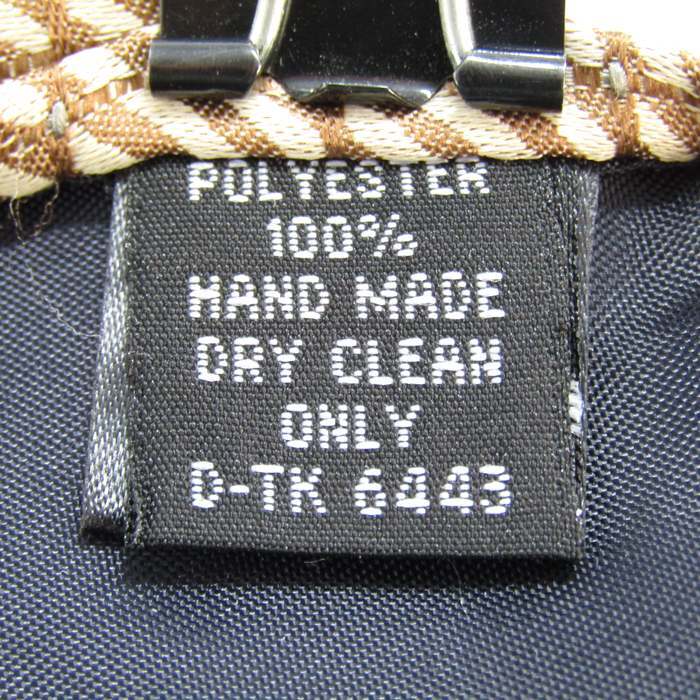 POLYESTER
100%
HAND MADE
DRY CLEAN
ONLY
D-TK 6443